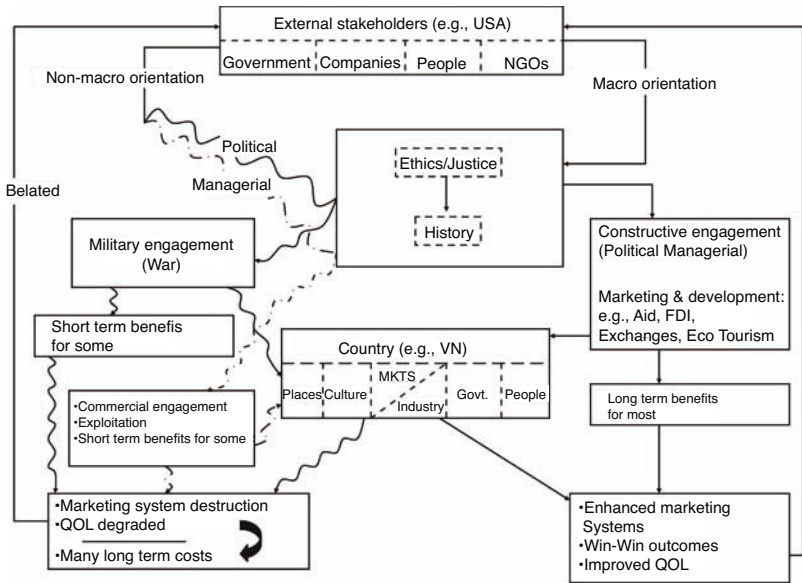 External stakeholders (e.g., USA)
Government Companies People NGOs
Non-macro orientation
Macro orientation
Political
Managerial
Ethics/Justice
History
Belated
Military engagement
(War)
Constructive engagement
(Political Managerial)
Marketing & development:
e.g., Aid, FDI,
Exchanges, Eco Tourism
Short term benefis
for some
Country (e.g., VN)
Places Culture MKTS Industry Govt. People
•Commercial engagement
•Exploitation
•Short term benefits for some
Long term benefits
for most
•Marketing system destruction
•QOL degraded
•Many long term costs
•Enhanced marketing
Systems
•Win-Win outcomes
•Improved QOL